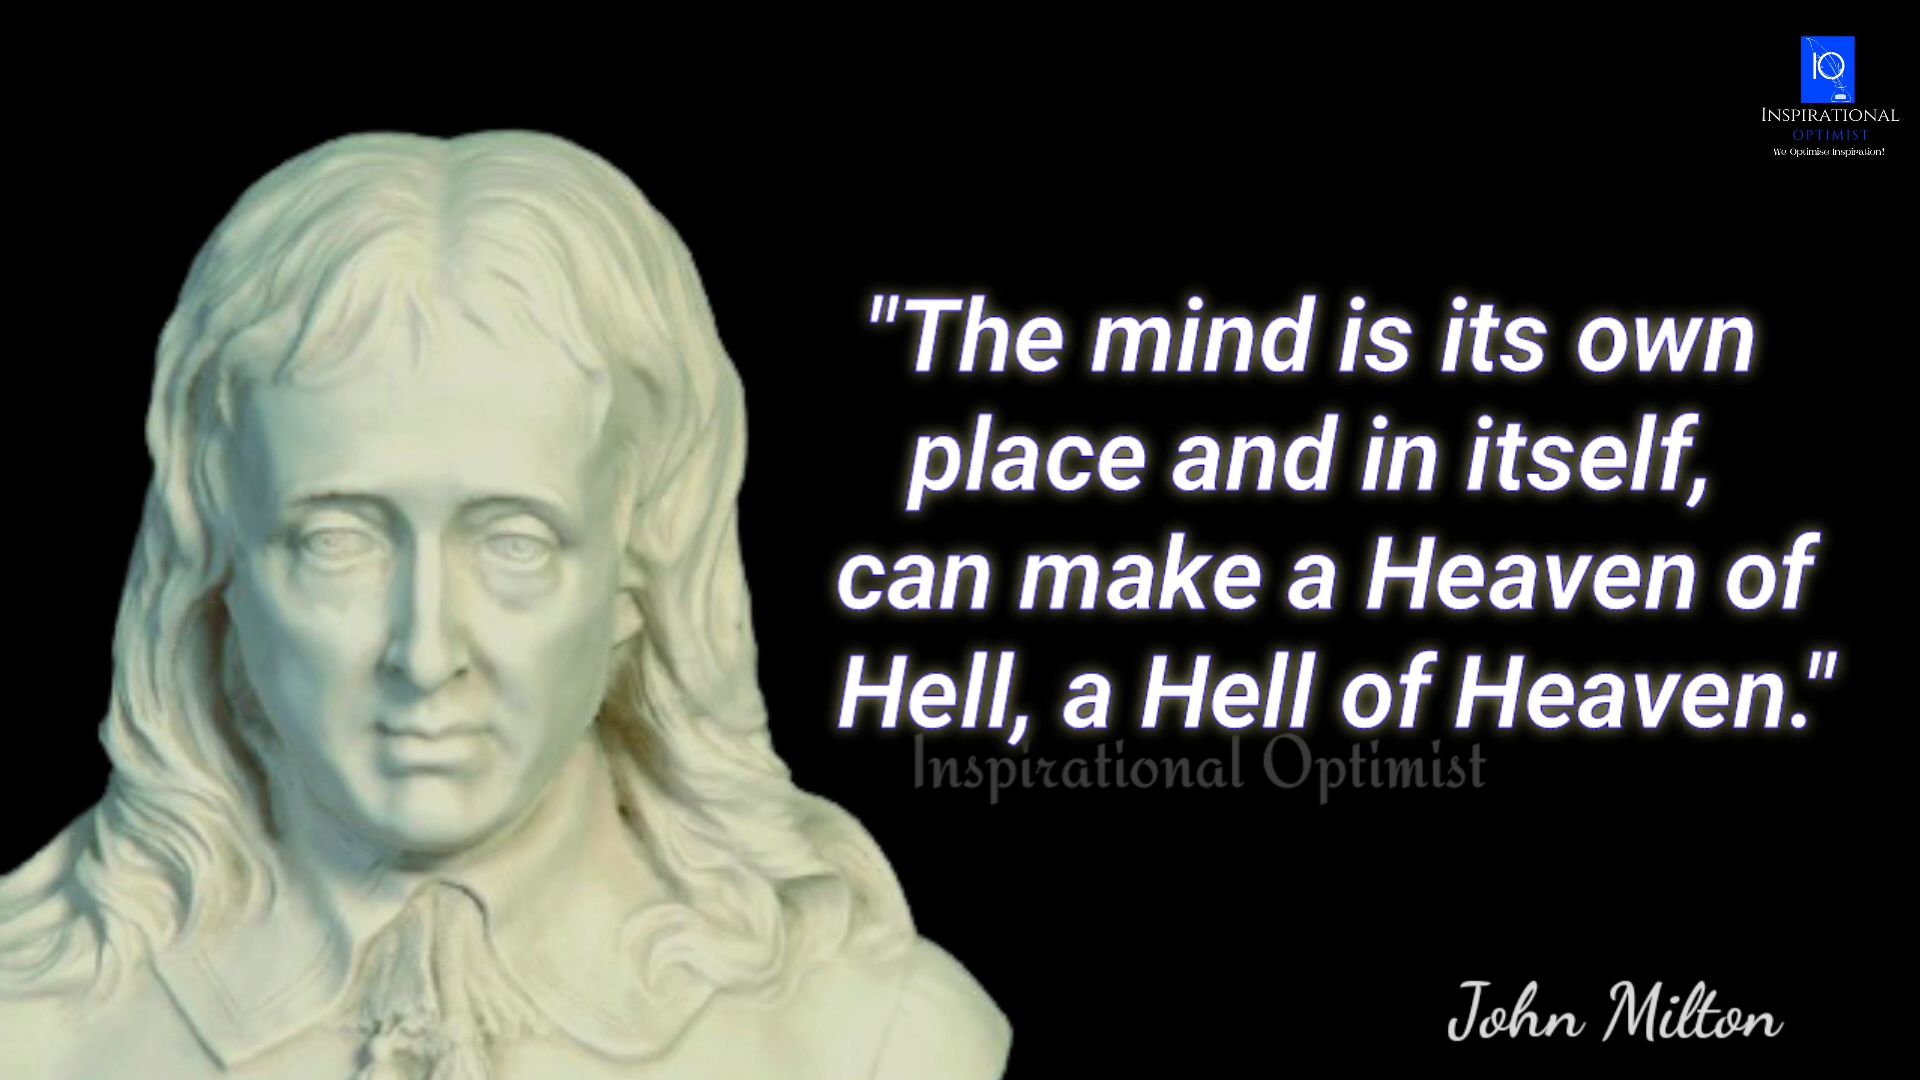 IO
INSPIRATIONAL
OPTIMIST
We Optimise Inspiration!
"The mind is its own
place and in itself,
can make a Heaven of
Hell, a Hell of Heaven."
Inspirational Optimist
John Milton